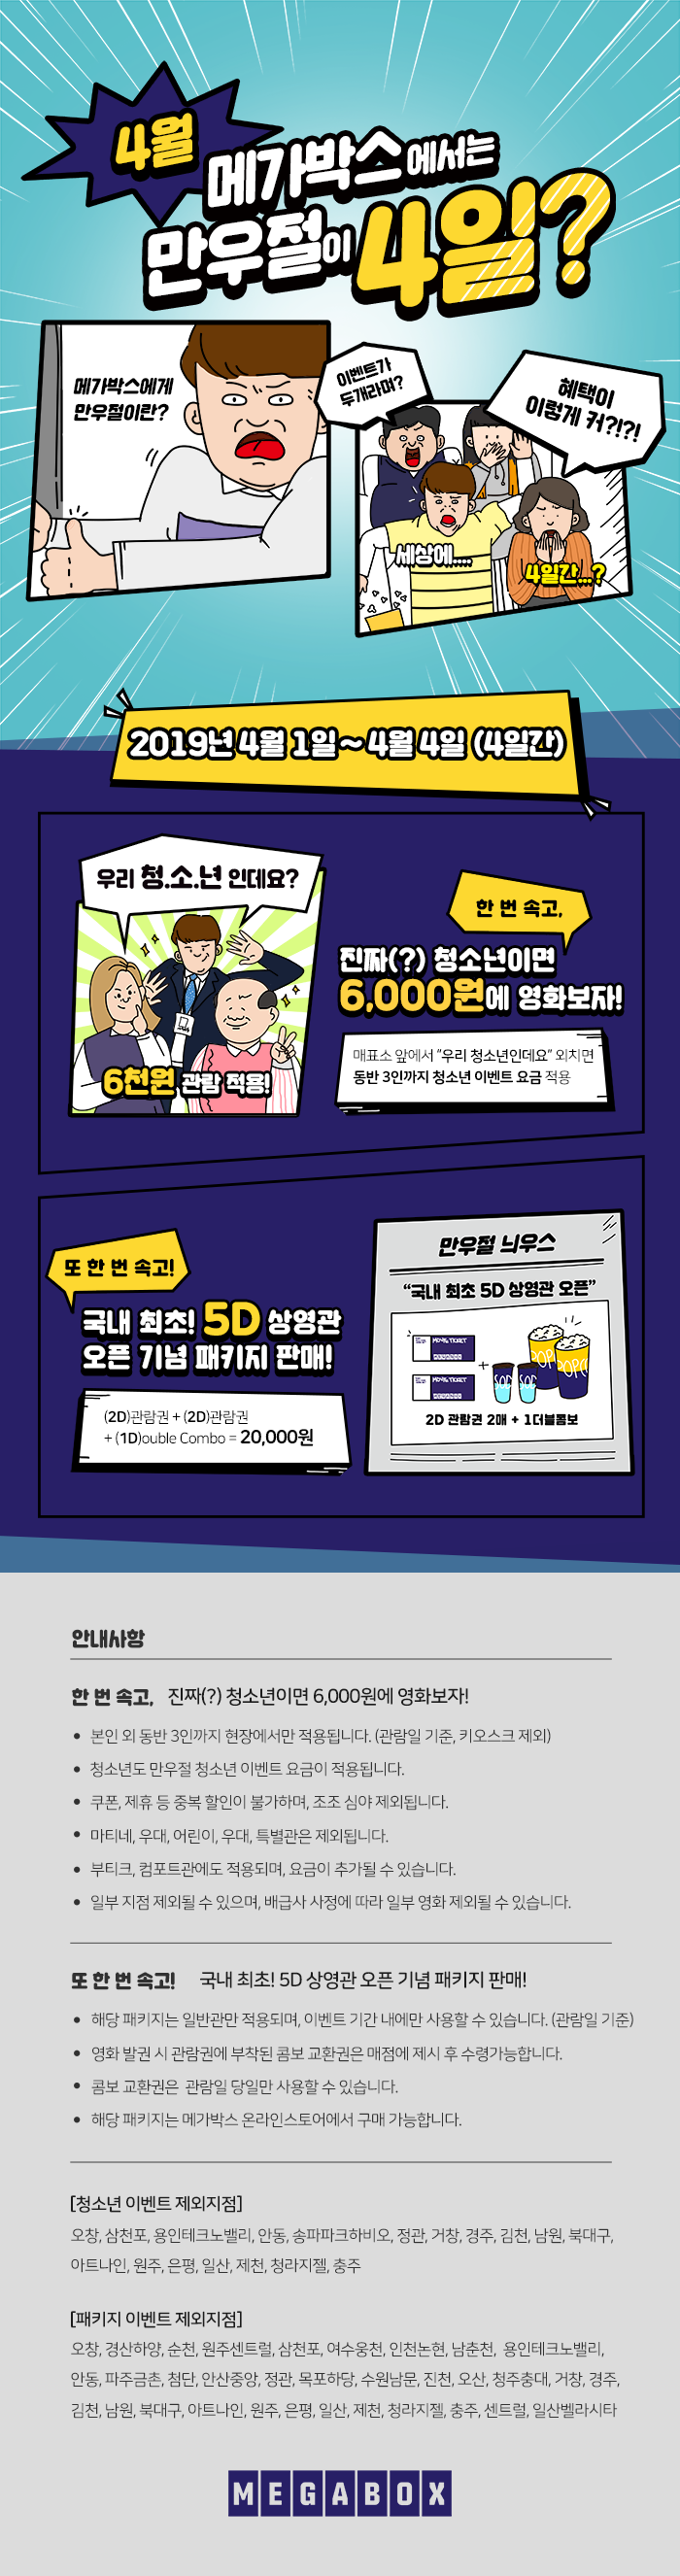 4월
메가박스에서는
만우절이 4일?
메가박스에게
만우절이란?
이벤트가
두개라며?
혜택이
이렇게 커?!?!
세상에....
4일간...?
2019년 4월 1일 ~ 4월 4일 (4일간)
우리 청.소.년 인데요?
6천원 관람 적용!
한 번 속고,
진짜(?) 청소년이면
6,000원에 영화보자!
매표소 앞에서 “우리 청소년인데요” 외치면
동반 3인까지 청소년 이벤트 요금 적용
또 한 번 속고!
국내 최초! 5D 상영관
오픈 기념 패키지 판매!
(2D)관람권 + (2D)관람권
+ (1D)ouble Combo = 20,000원
만우절 늬우스
“국내 최초 5D 상영관 오픈”
MOVIE TICKET
MOVIE TICKET
+
POP
POPC
2D 관람권 2매 + 1더블콤보
안내사항
한 번 속고, 진짜(?) 청소년이면 6,000원에 영화보자!
• 본인 외 동반 3인까지 현장에서만 적용됩니다. (관람일 기준, 키오스크 제외)
• 청소년도 만우절 청소년 이벤트 요금이 적용됩니다.
• 쿠폰, 제휴 등 중복 할인이 불가하며, 조조 심야 제외됩니다.
• 마티네, 우대, 어린이, 우대, 특별관은 제외됩니다.
• 부티크, 컴포트관에도 적용되며, 요금이 추가될 수 있습니다.
• 일부 지점 제외될 수 있으며, 배급사 사정에 따라 일부 영화 제외될 수 있습니다.
또 한 번 속고! 국내 최초! 5D 상영관 오픈 기념 패키지 판매!
• 해당 패키지는 일반관만 적용되며, 이벤트 기간 내에만 사용할 수 있습니다. (관람일 기준)
• 영화 발권 시 관람권에 부착된 콤보 교환권은 매점에 제시 후 수령가능합니다.
• 콤보 교환권은 관람일 당일만 사용할 수 있습니다.
• 해당 패키지는 메가박스 온라인스토어에서 구매 가능합니다.
[청소년 이벤트 제외지점]
오창, 삼천포, 용인테크노밸리, 안동, 송파파크하비오, 정관, 거창, 경주, 김천, 남원, 북대구,
아트나인, 원주, 은평, 일산, 제천, 청라지젤, 충주
[패키지 이벤트 제외지점]
오창, 경산하양, 순천, 원주센트럴, 삼천포, 여수웅천, 인천논현, 남춘천, 용인테크노밸리,
안동, 파주금촌, 첨단, 안산중앙, 정관, 목포하당, 수원남문, 진천, 오산, 청주충대, 거창, 경주,
김천, 남원, 북대구, 아트나인, 원주, 은평, 일산, 제천, 청라지젤, 충주, 센트럴, 일산벨라시타
MEGABOX